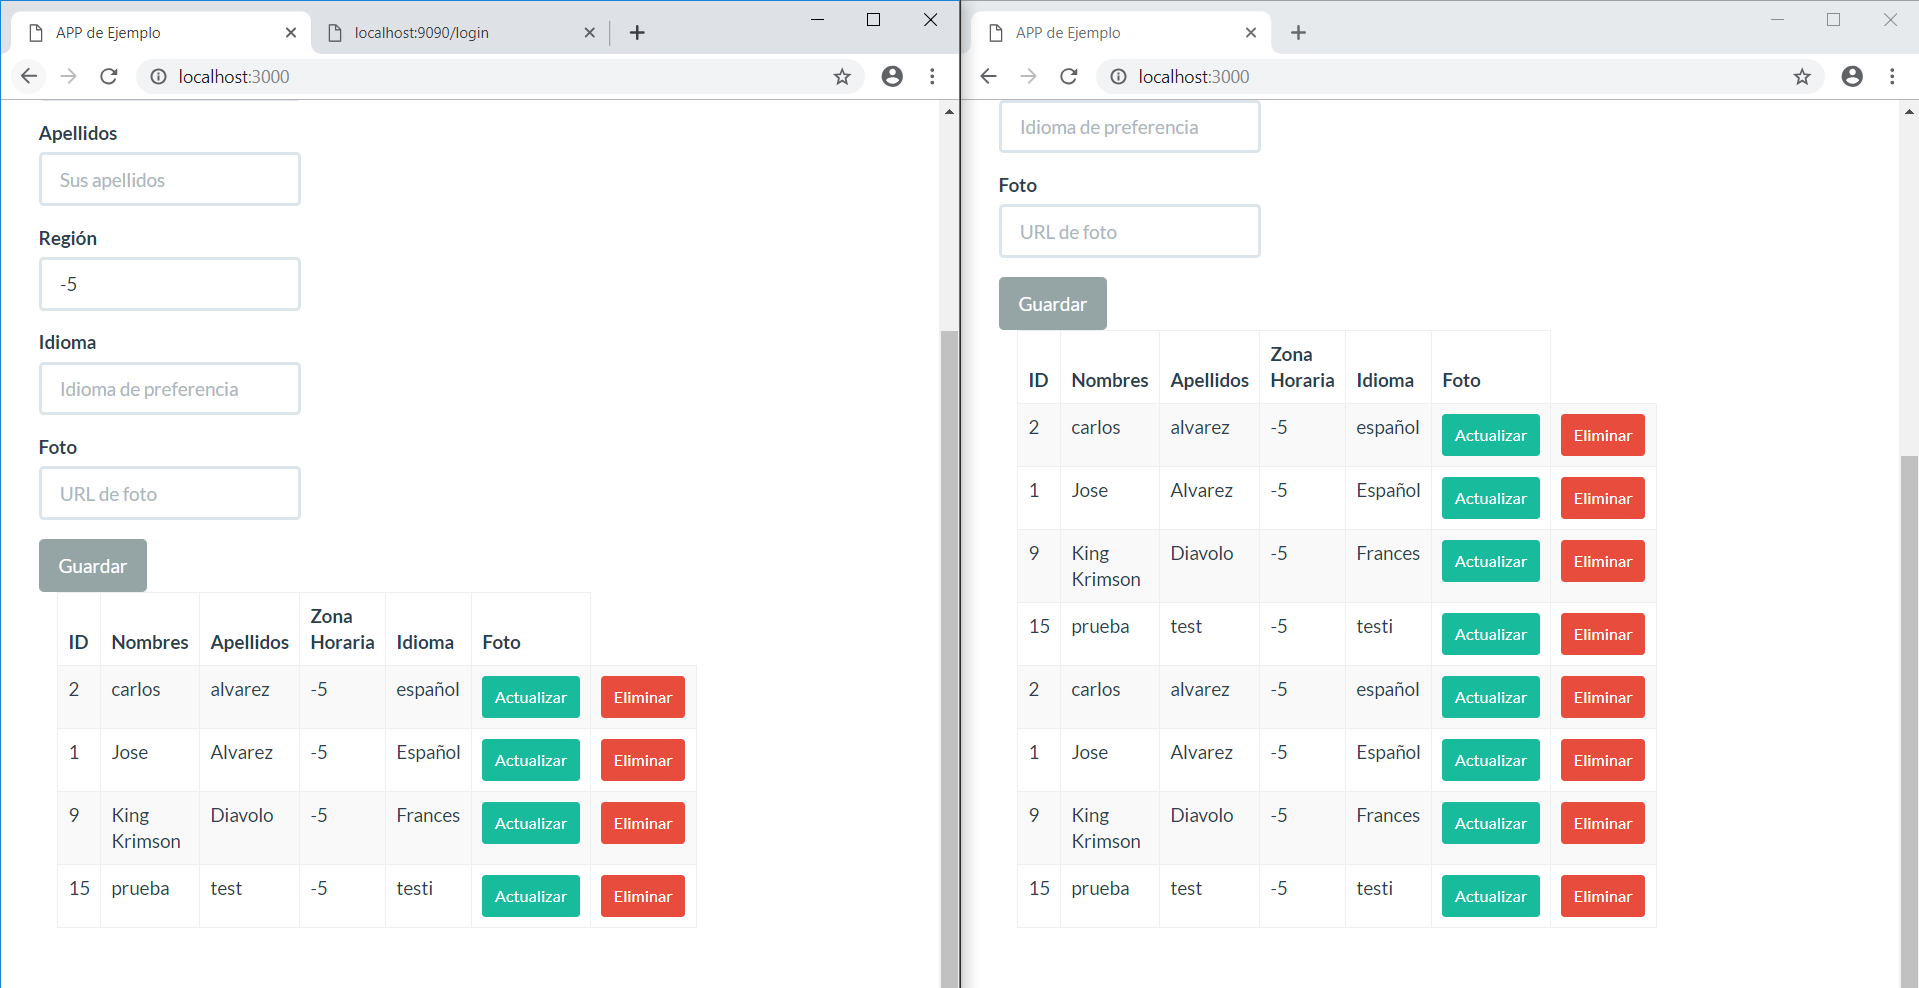 APP de Ejemplo
localhost:9090/login
localhost:3000
Apellidos
Sus apellidos
Región
-5
Idioma
Idioma de preferencia
Foto
URL de foto
Guardar
ID Nombres Apellidos Zona Horaria Idioma Foto
2 carlos alvarez -5 español Actualizar Eliminar
1 Jose Alvarez -5 Español Actualizar Eliminar
9 King Krimson Diavolo -5 Frances Actualizar Eliminar
15 prueba test -5 testi Actualizar Eliminar
APP de Ejemplo
localhost:3000
Idioma de preferencia
Foto
URL de foto
Guardar
ID Nombres Apellidos Zona Horaria Idioma Foto
2 carlos alvarez -5 español Actualizar Eliminar
1 Jose Alvarez -5 Español Actualizar Eliminar
9 King Krimson Diavolo -5 Frances Actualizar Eliminar
15 prueba test -5 testi Actualizar Eliminar
2 carlos alvarez -5 español Actualizar Eliminar
1 Jose Alvarez -5 Español Actualizar Eliminar
9 King Krimson Diavolo -5 Frances Actualizar Eliminar
15 prueba test -5 testi Actualizar Eliminar